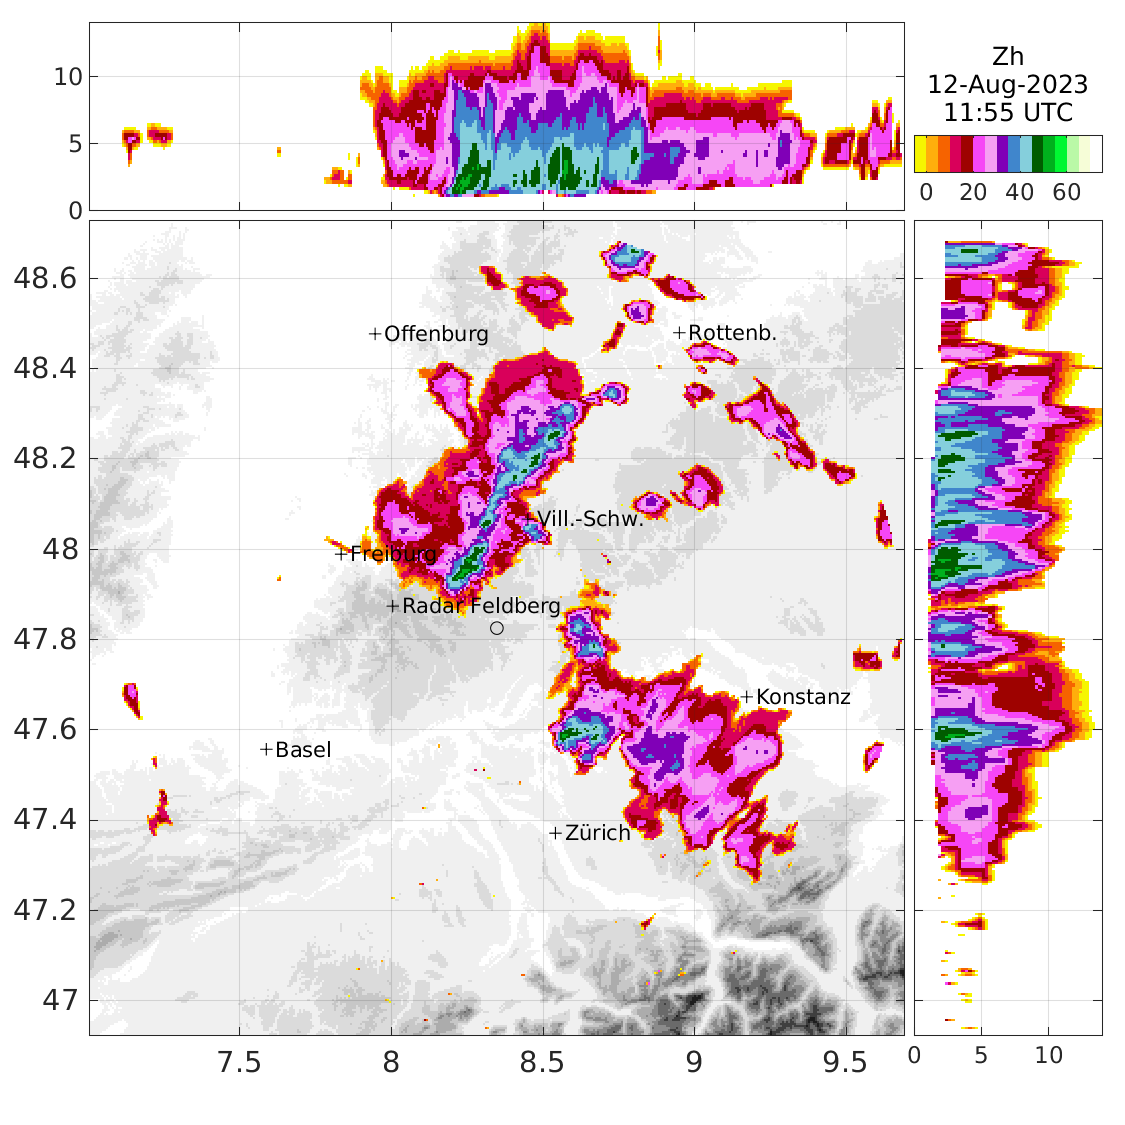 10
5
0
Zh
12-Aug-2023
11:55 UTC
0 20 40 60
48.6
48.4
48.2
48
47.8
47.6
47.4
47.2
47
+Offenburg
+Rottenb.
+Vill.-Schw.
+Freiburg
+Radar Feldberg
+Konstanz
+Basel
+Zürich
7.5 8 8.5 9 9.5
0 5 10